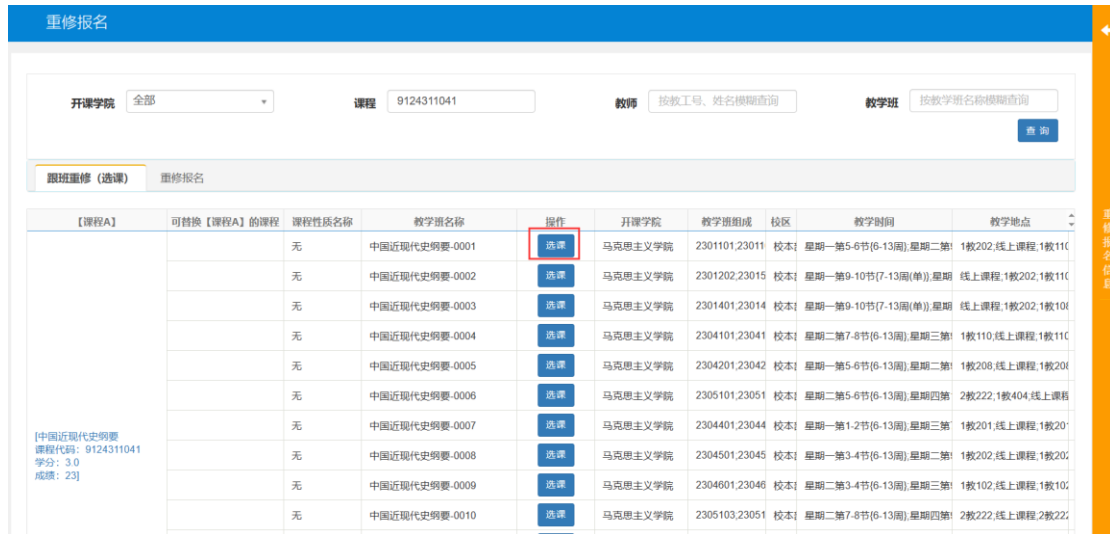 重修报名
开课学院 全部 课程 9124311041 教师 按教工号、姓名模糊查询 教学班 按教学班名称模糊查询
查 询
跟班重修（选课） 重修报名
【课程A】 可替换【课程A】的课程 课程性质名称 教学班名称 操作 开课学院 教学班组成 校区 教学时间 教学地点
无 中国近现代史纲要-0001 选课 马克思主义学院 2301101;23011 校本 星期一第5-6节{6-13周};星期二第 1教202;线上课程;1教110
无 中国近现代史纲要-0002 选课 马克思主义学院 2301202;23015 校本 星期一第9-10节{7-13周(单)};星期 线上课程;1教202;1教110
无 中国近现代史纲要-0003 选课 马克思主义学院 2301401;23014 校本 星期一第9-10节{7-13周(单)};星期 线上课程;1教202;1教108
无 中国近现代史纲要-0004 选课 马克思主义学院 2304101;23041 校本 星期二第7-8节{6-13周};星期三第 1教110;线上课程;1教110
无 中国近现代史纲要-0005 选课 马克思主义学院 2304201;23042 校本 星期一第5-6节{6-13周};星期二第 1教208;线上课程;1教208
无 中国近现代史纲要-0006 选课 马克思主义学院 2305101;23051 校本 星期二第5-6节{6-13周};星期四第 2教222;1教404;线上课程
无 中国近现代史纲要-0007 选课 马克思主义学院 2304401;23044 校本 星期一第1-2节{6-13周};星期三第 1教201;线上课程;1教201
[中国近现代史纲要
课程代码：9124311041
学分：3.0
成绩：23]
无 中国近现代史纲要-0008 选课 马克思主义学院 2304501;23045 校本 星期一第3-4节{6-13周};星期二第 1教202;线上课程;1教202
无 中国近现代史纲要-0009 选课 马克思主义学院 2304601;23046 校本 星期二第3-4节{6-13周};星期三第 1教102;线上课程;1教102
无 中国近现代史纲要-0010 选课 马克思主义学院 2305103;23051 校本 星期二第7-8节{6-13周};星期四第 2教222;线上课程;2教222
重修报名信息